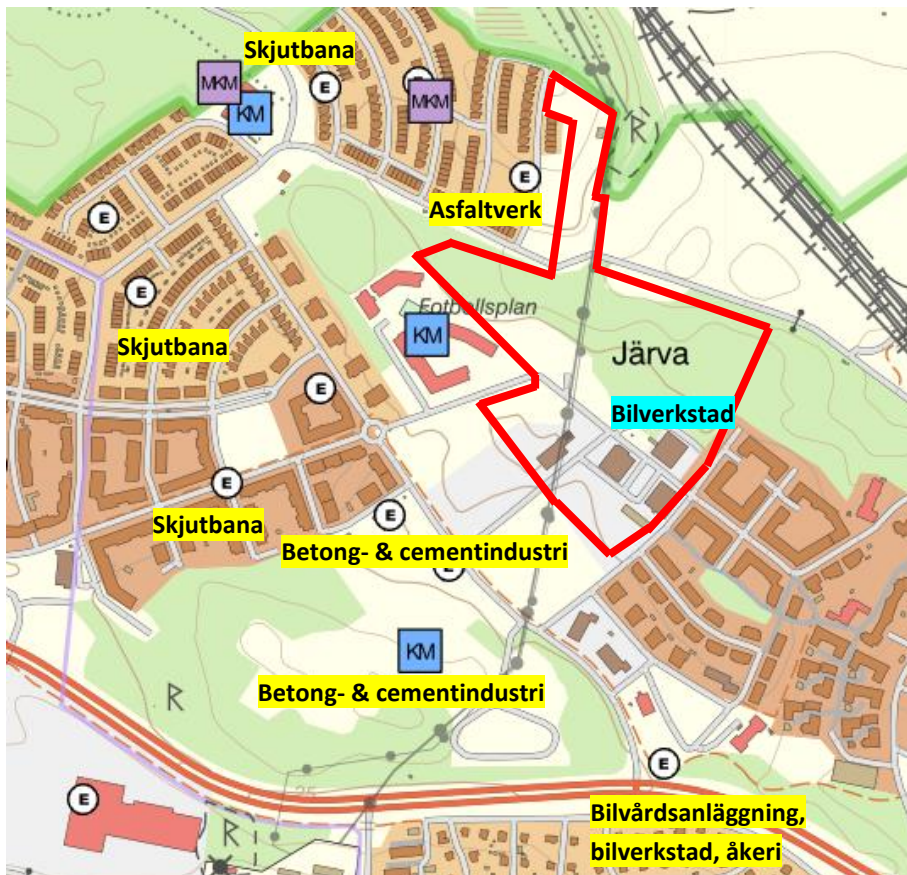 Skjutbana
MKM
E
E
MKM
KM
E
Asfaltverk
E
R
E
Fotbollsplan
KM
Skjutbana
Järva
E
Bilverkstad
E
Skjutbana
E
Betong- & cementindustri
E
KM
Betong- & cementindustri
R
E
25
E
R
Bilvårdsanläggning,
bilverkstad, åkeri